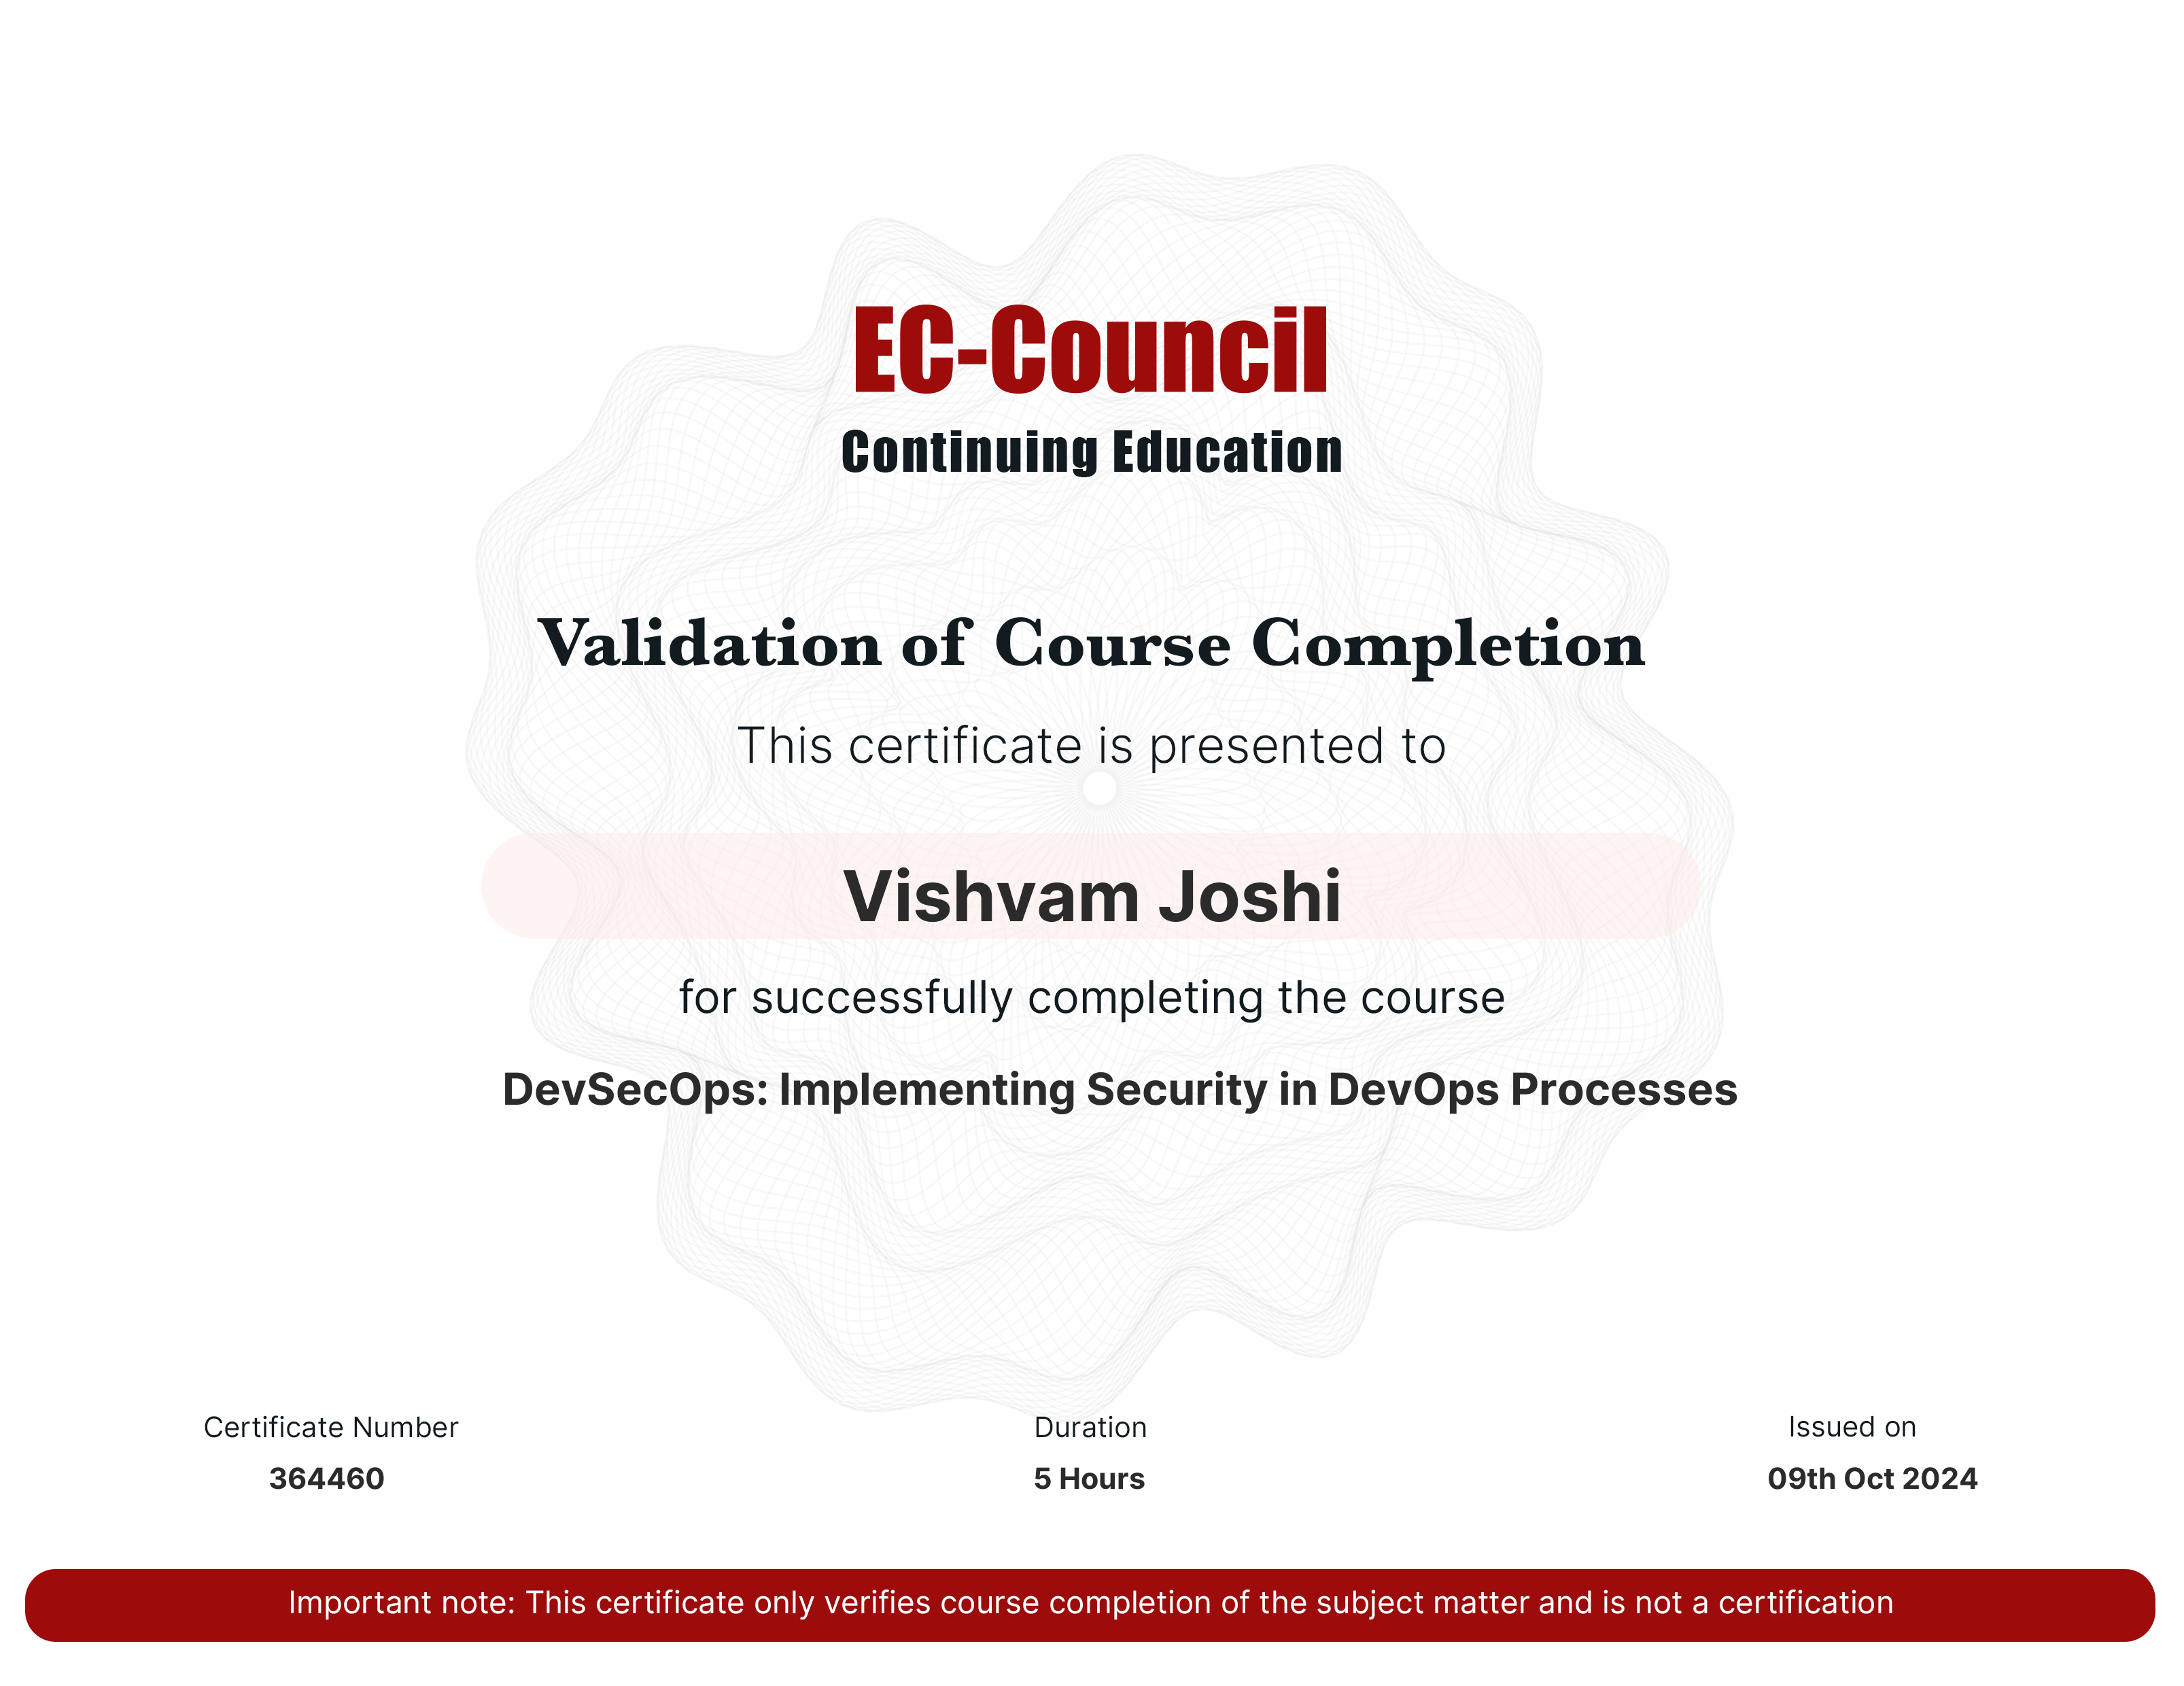 EC-Council
Continuing Education
Validation of Course Completion
This certificate is presented to
Vishvam Joshi
for successfully completing the course
DevSecOps: Implementing Security in DevOps Processes
Certificate Number
364460
Duration
5 Hours
Issued on
09th Oct 2024
Important note: This certificate only verifies course completion of the subject matter and is not a certification